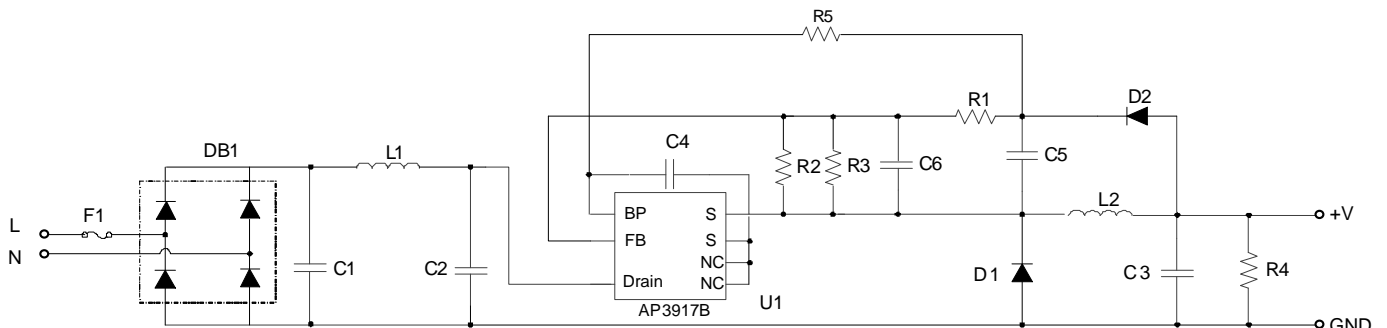 R5
R1
D2
C4
R2
R3
C6
C5
DB1
L1
L2
BP
S
+V
F1
L
FB
S
N
NC
C1
C2
D1
C3
R4
Drain
NC
U1
AP3917B
GND